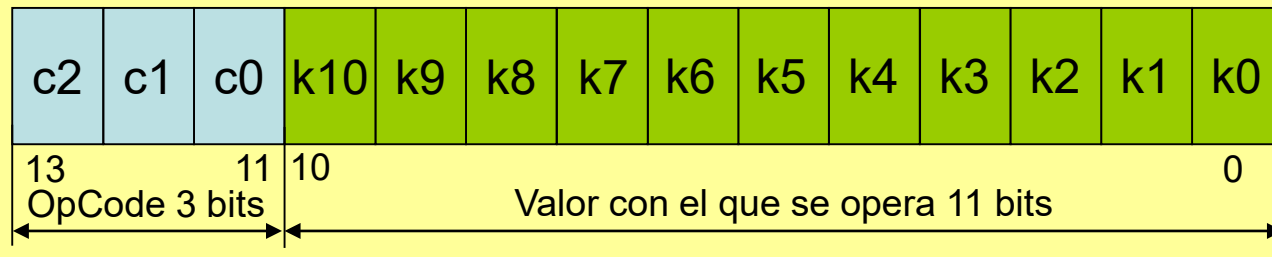 c2 c1 c0 k10 k9 k8 k7 k6 k5 k4 k3 k2 k1 k0
13 11 10 0
OpCode 3 bits Valor con el que se opera 11 bits